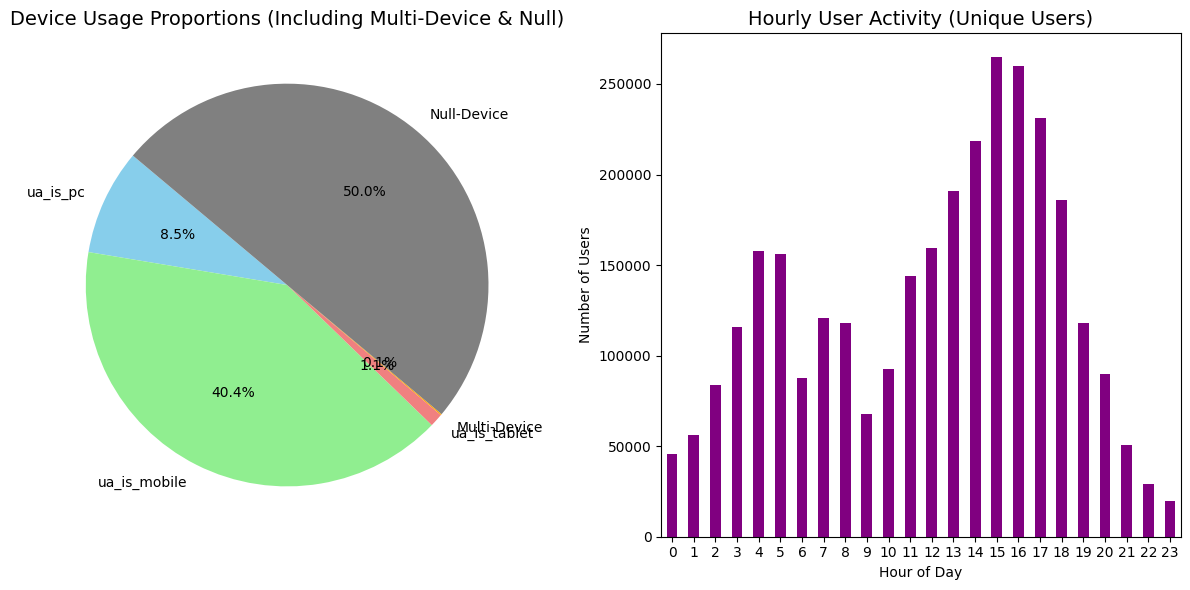 Device Usage Proportions (Including Multi-Device & Null)
Null-Device
50.0%
ua_is_pc
8.5%
0.1%
1.1%
40.4%
Multi-Device
ua_is_tablet
ua_is_mobile
Hourly User Activity (Unique Users)
Number of Users
250000
200000
150000
100000
50000
0
0 1 2 3 4 5 6 7 8 9 10 11 12 13 14 15 16 17 18 19 20 21 22 23
Hour of Day